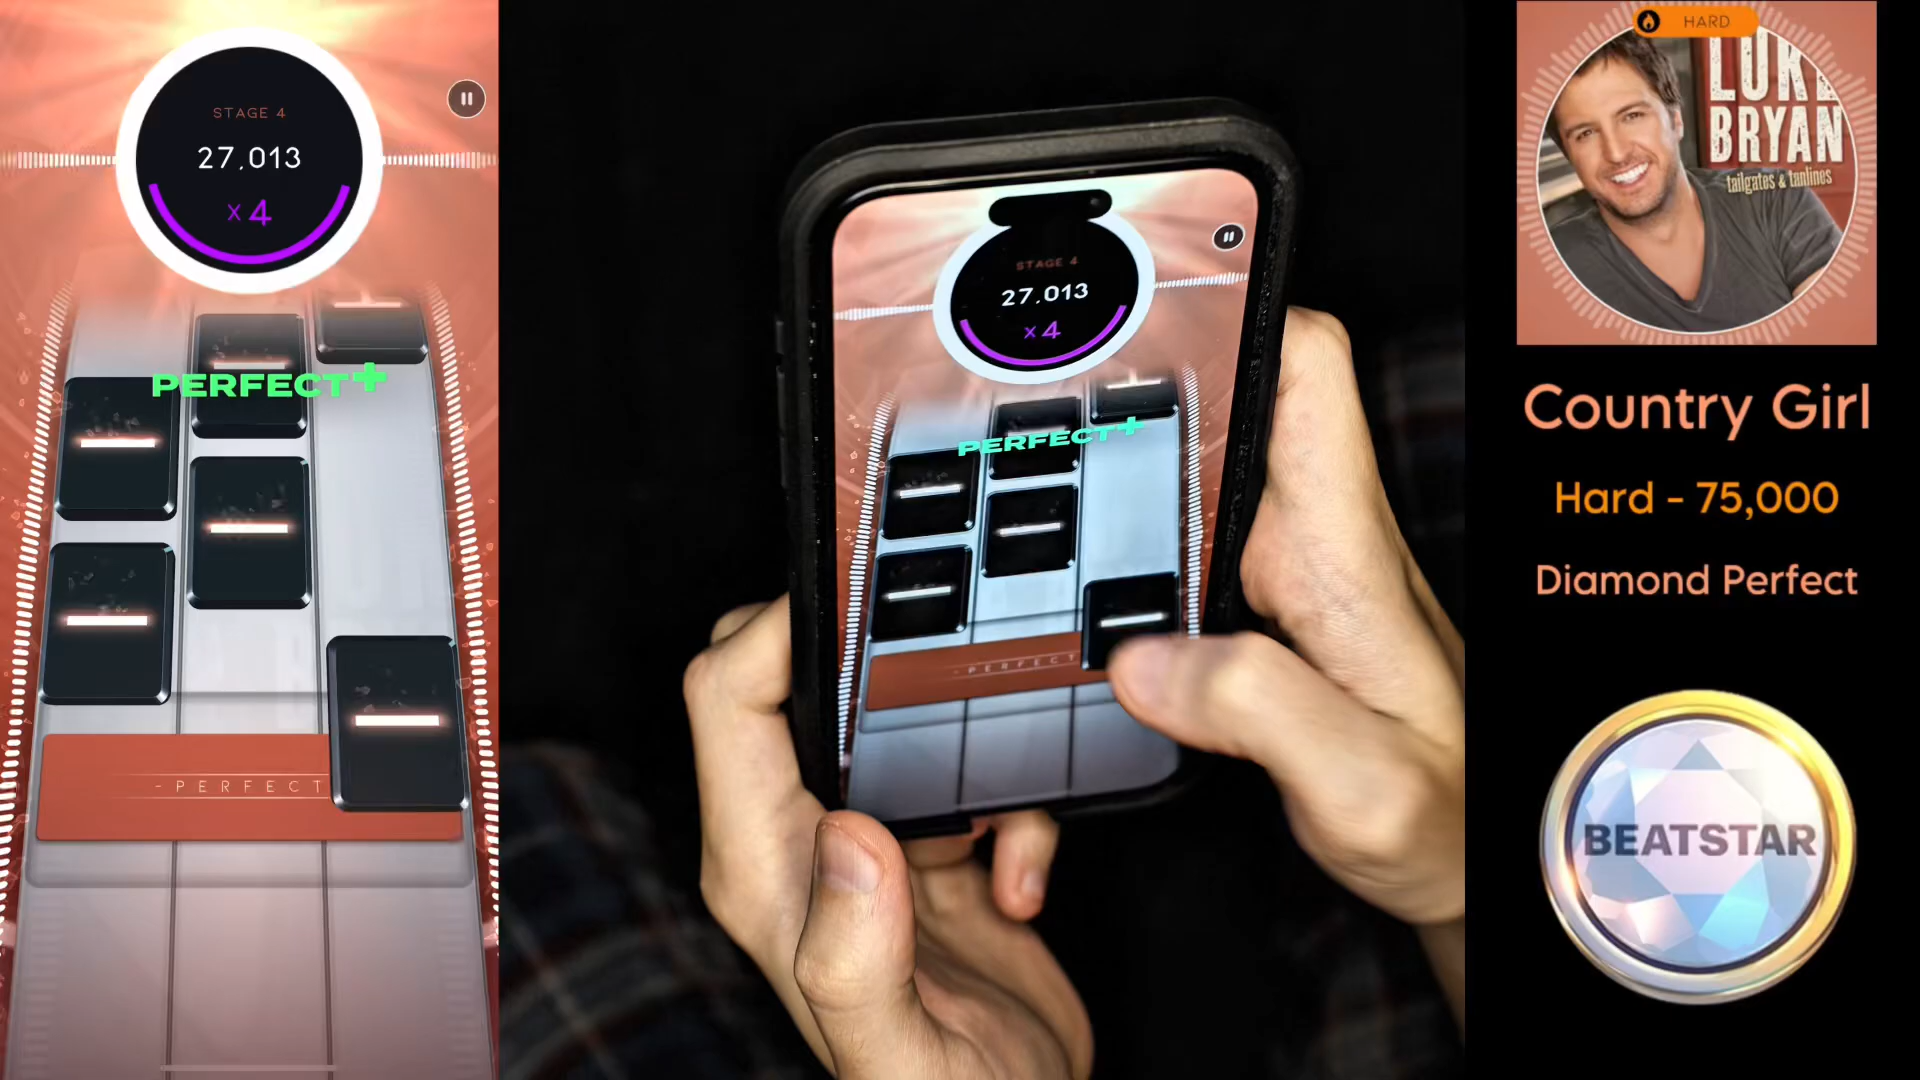 STAGE 4
27,013
x4
PERFECT+
-PERFECT
STAGE 4
27,013
x4
PERFECT+
-PERFECT
HARD
LUKE
BRYAN
tailgates & tanlines
Country Girl
Hard - 75,000
Diamond Perfect
BEATSTAR